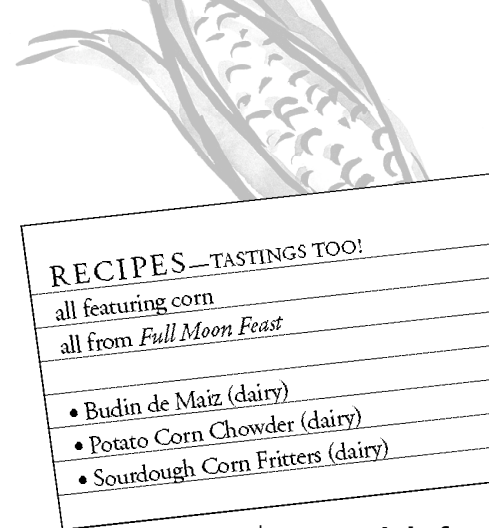 RECIPES—TASTINGS TOO!
all featuring corn
all from Full Moon Feast
• Budin de Maiz (dairy)
• Potato Corn Chowder (dairy)
• Sourdough Corn Fritters (dairy)